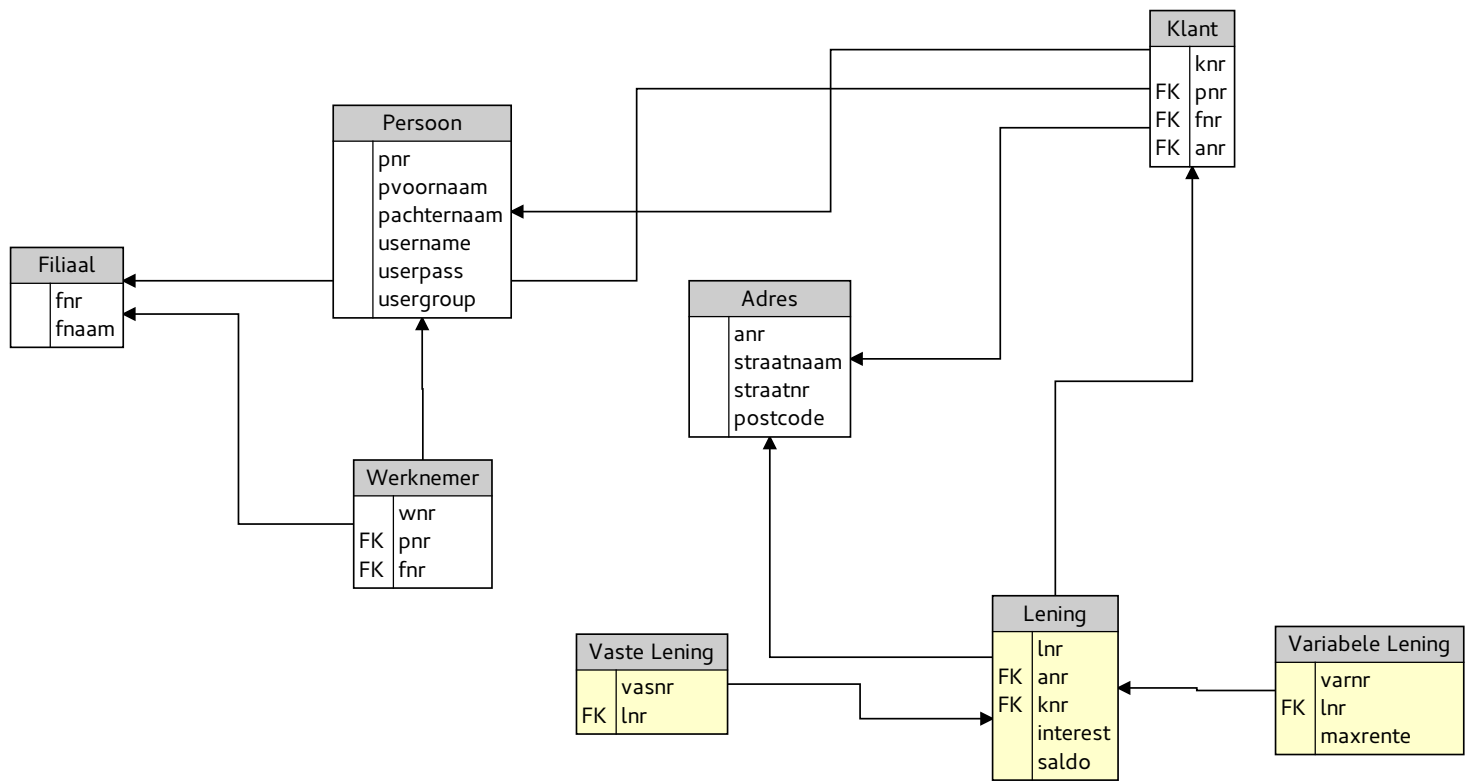 Klant
knr
FK pnr
FK fnr
FK anr
Persoon
pnr
pvoornaam
pachternaam
username
userpass
usergroup
Filiaal
fnr
fnaam
Adres
anr
straatnaam
straatnr
postcode
Werknemer
wnr
FK pnr
FK fnr
Lening
lnr
FK anr
FK knr
interest
saldo
Vaste Lening
vasnr
FK lnr
Variabele Lening
varnr
FK lnr
maxrente